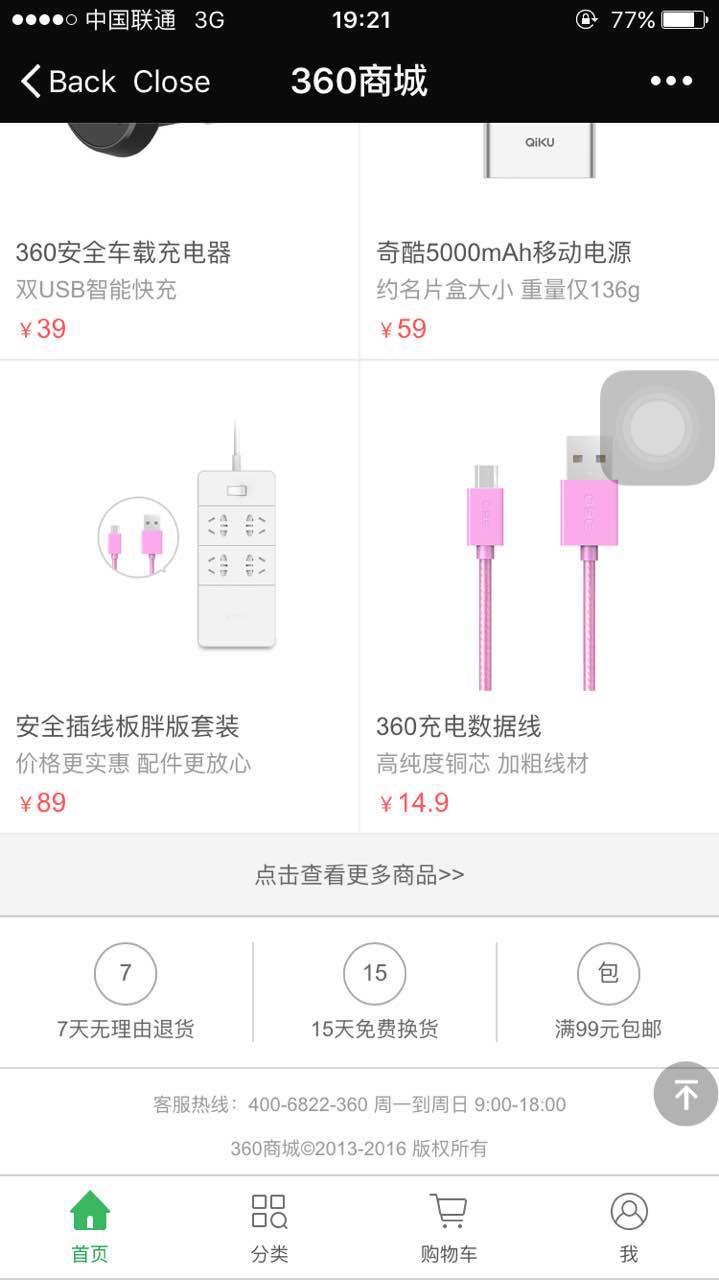 中国联通 3G 19:21 77%
Back Close 360商城
QiKU
360安全车载充电器
双USB智能快充
￥39
奇酷5000mAh移动电源
约名片盒大小 重量仅136g
￥59
安全插线板胖版套装
价格更实惠 配件更放心
￥89
360充电数据线
高纯度铜芯 加粗线材
￥14.9
点击查看更多商品>>
7
7天无理由退货
15
15天免费换货
包
满99元包邮
客服热线：400-6822-360 周一到周日 9:00-18:00
360商城©2013-2016 版权所有
首页
分类
购物车
我